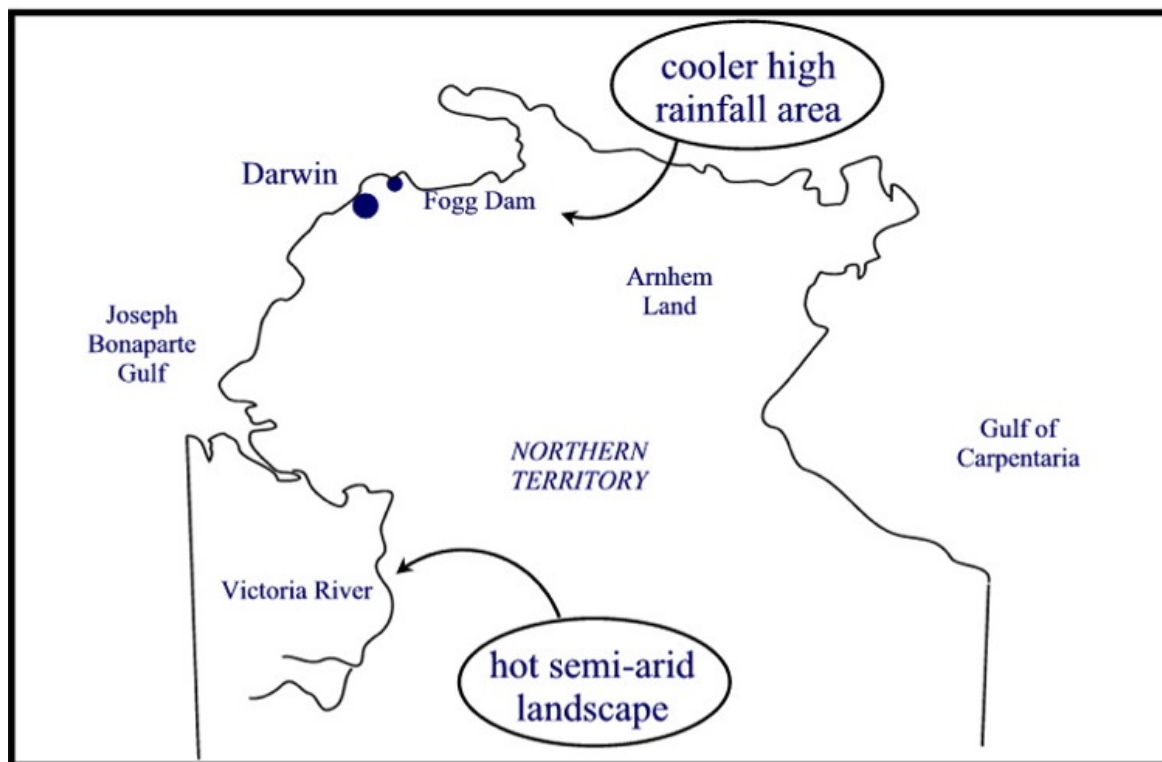 cooler high
rainfall area
Darwin
Fogg Dam
Arnhem
Land
Joseph
Bonaparte
Gulf
Gulf of
Carpentaria
NORTHERN
TERRITORY
Victoria River
hot semi-arid
landscape